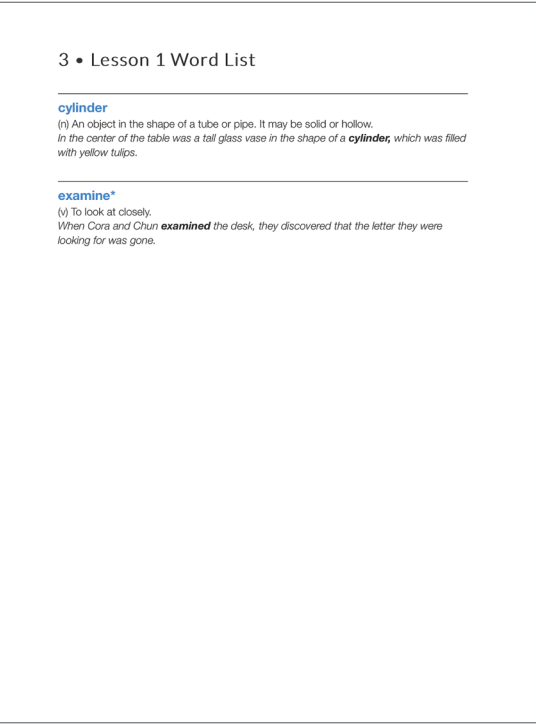 3 • Lesson 1 Word List
cylinder
(n) An object in the shape of a tube or pipe. It may be solid or hollow.
In the center of the table was a tall glass vase in the shape of a cylinder, which was filled
with yellow tulips.
examine*
(v) To look at closely.
When Cora and Chun examined the desk, they discovered that the letter they were
looking for was gone.